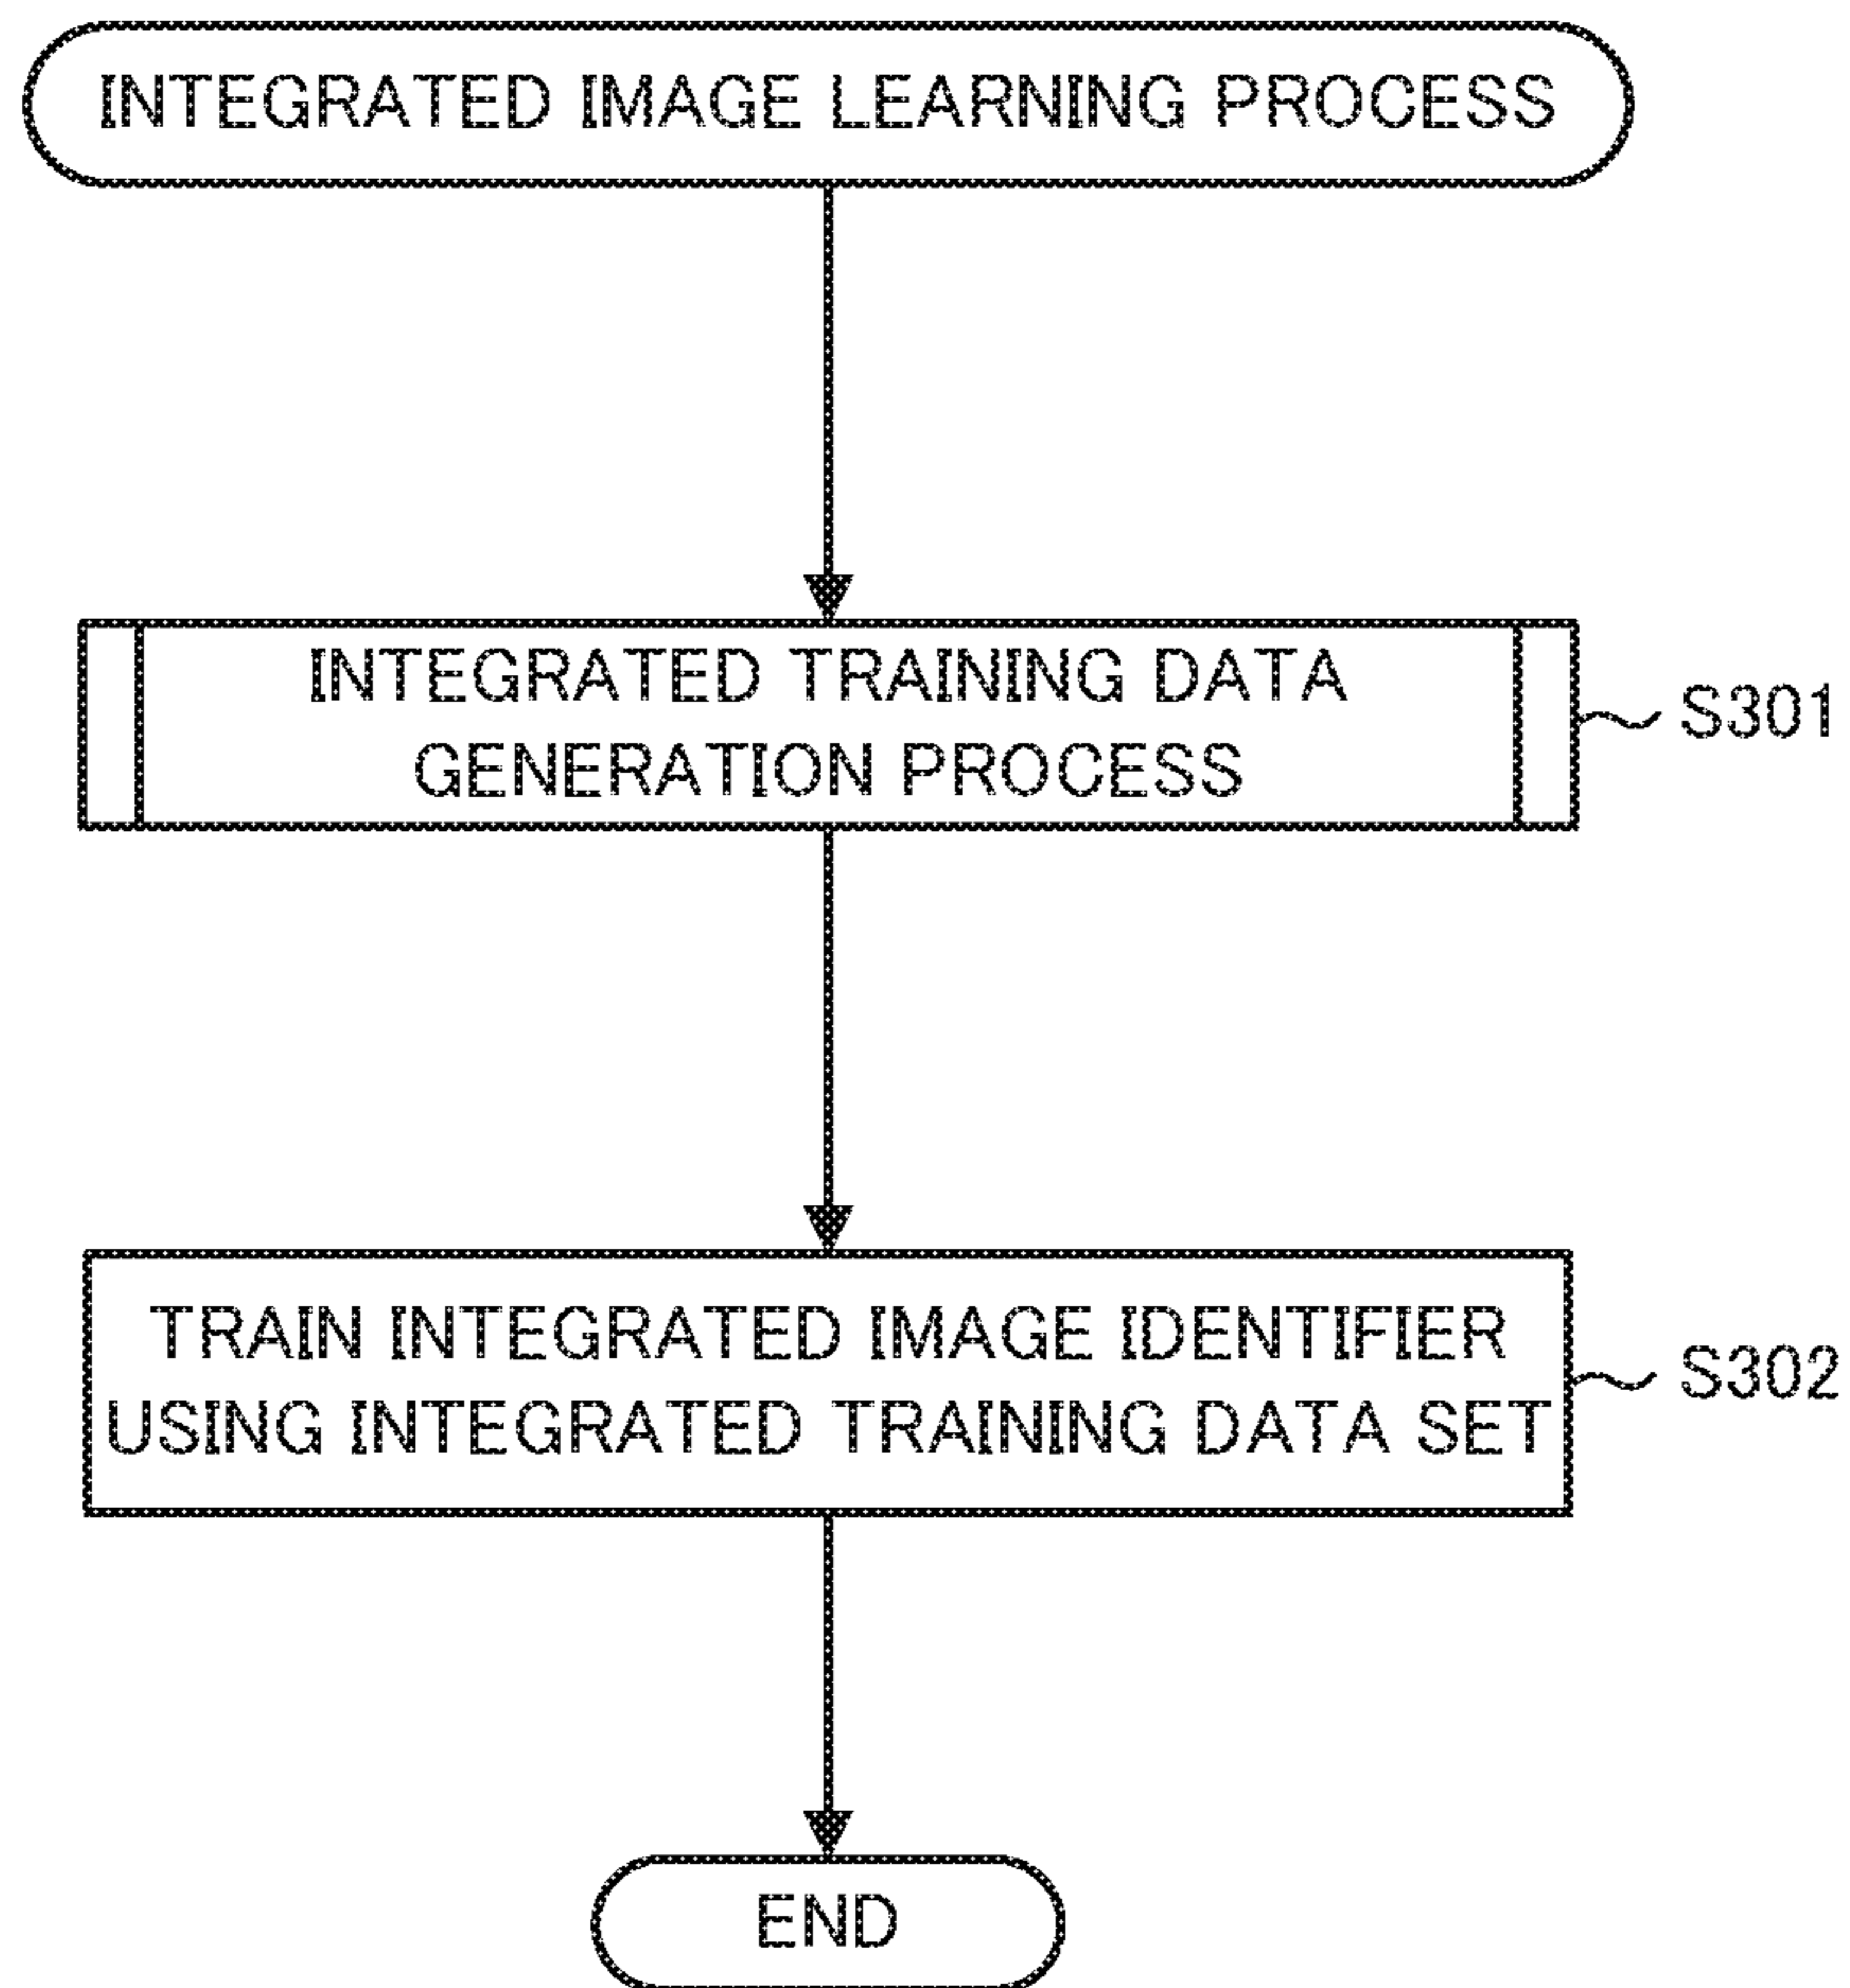 INTEGRATED IMAGE LEARNING PROCESS
INTEGRATED TRAINING DATA
GENERATION PROCESS
S301
TRAIN INTEGRATED IMAGE IDENTIFIER
USING INTEGRATED TRAINING DATA SET
S302
END